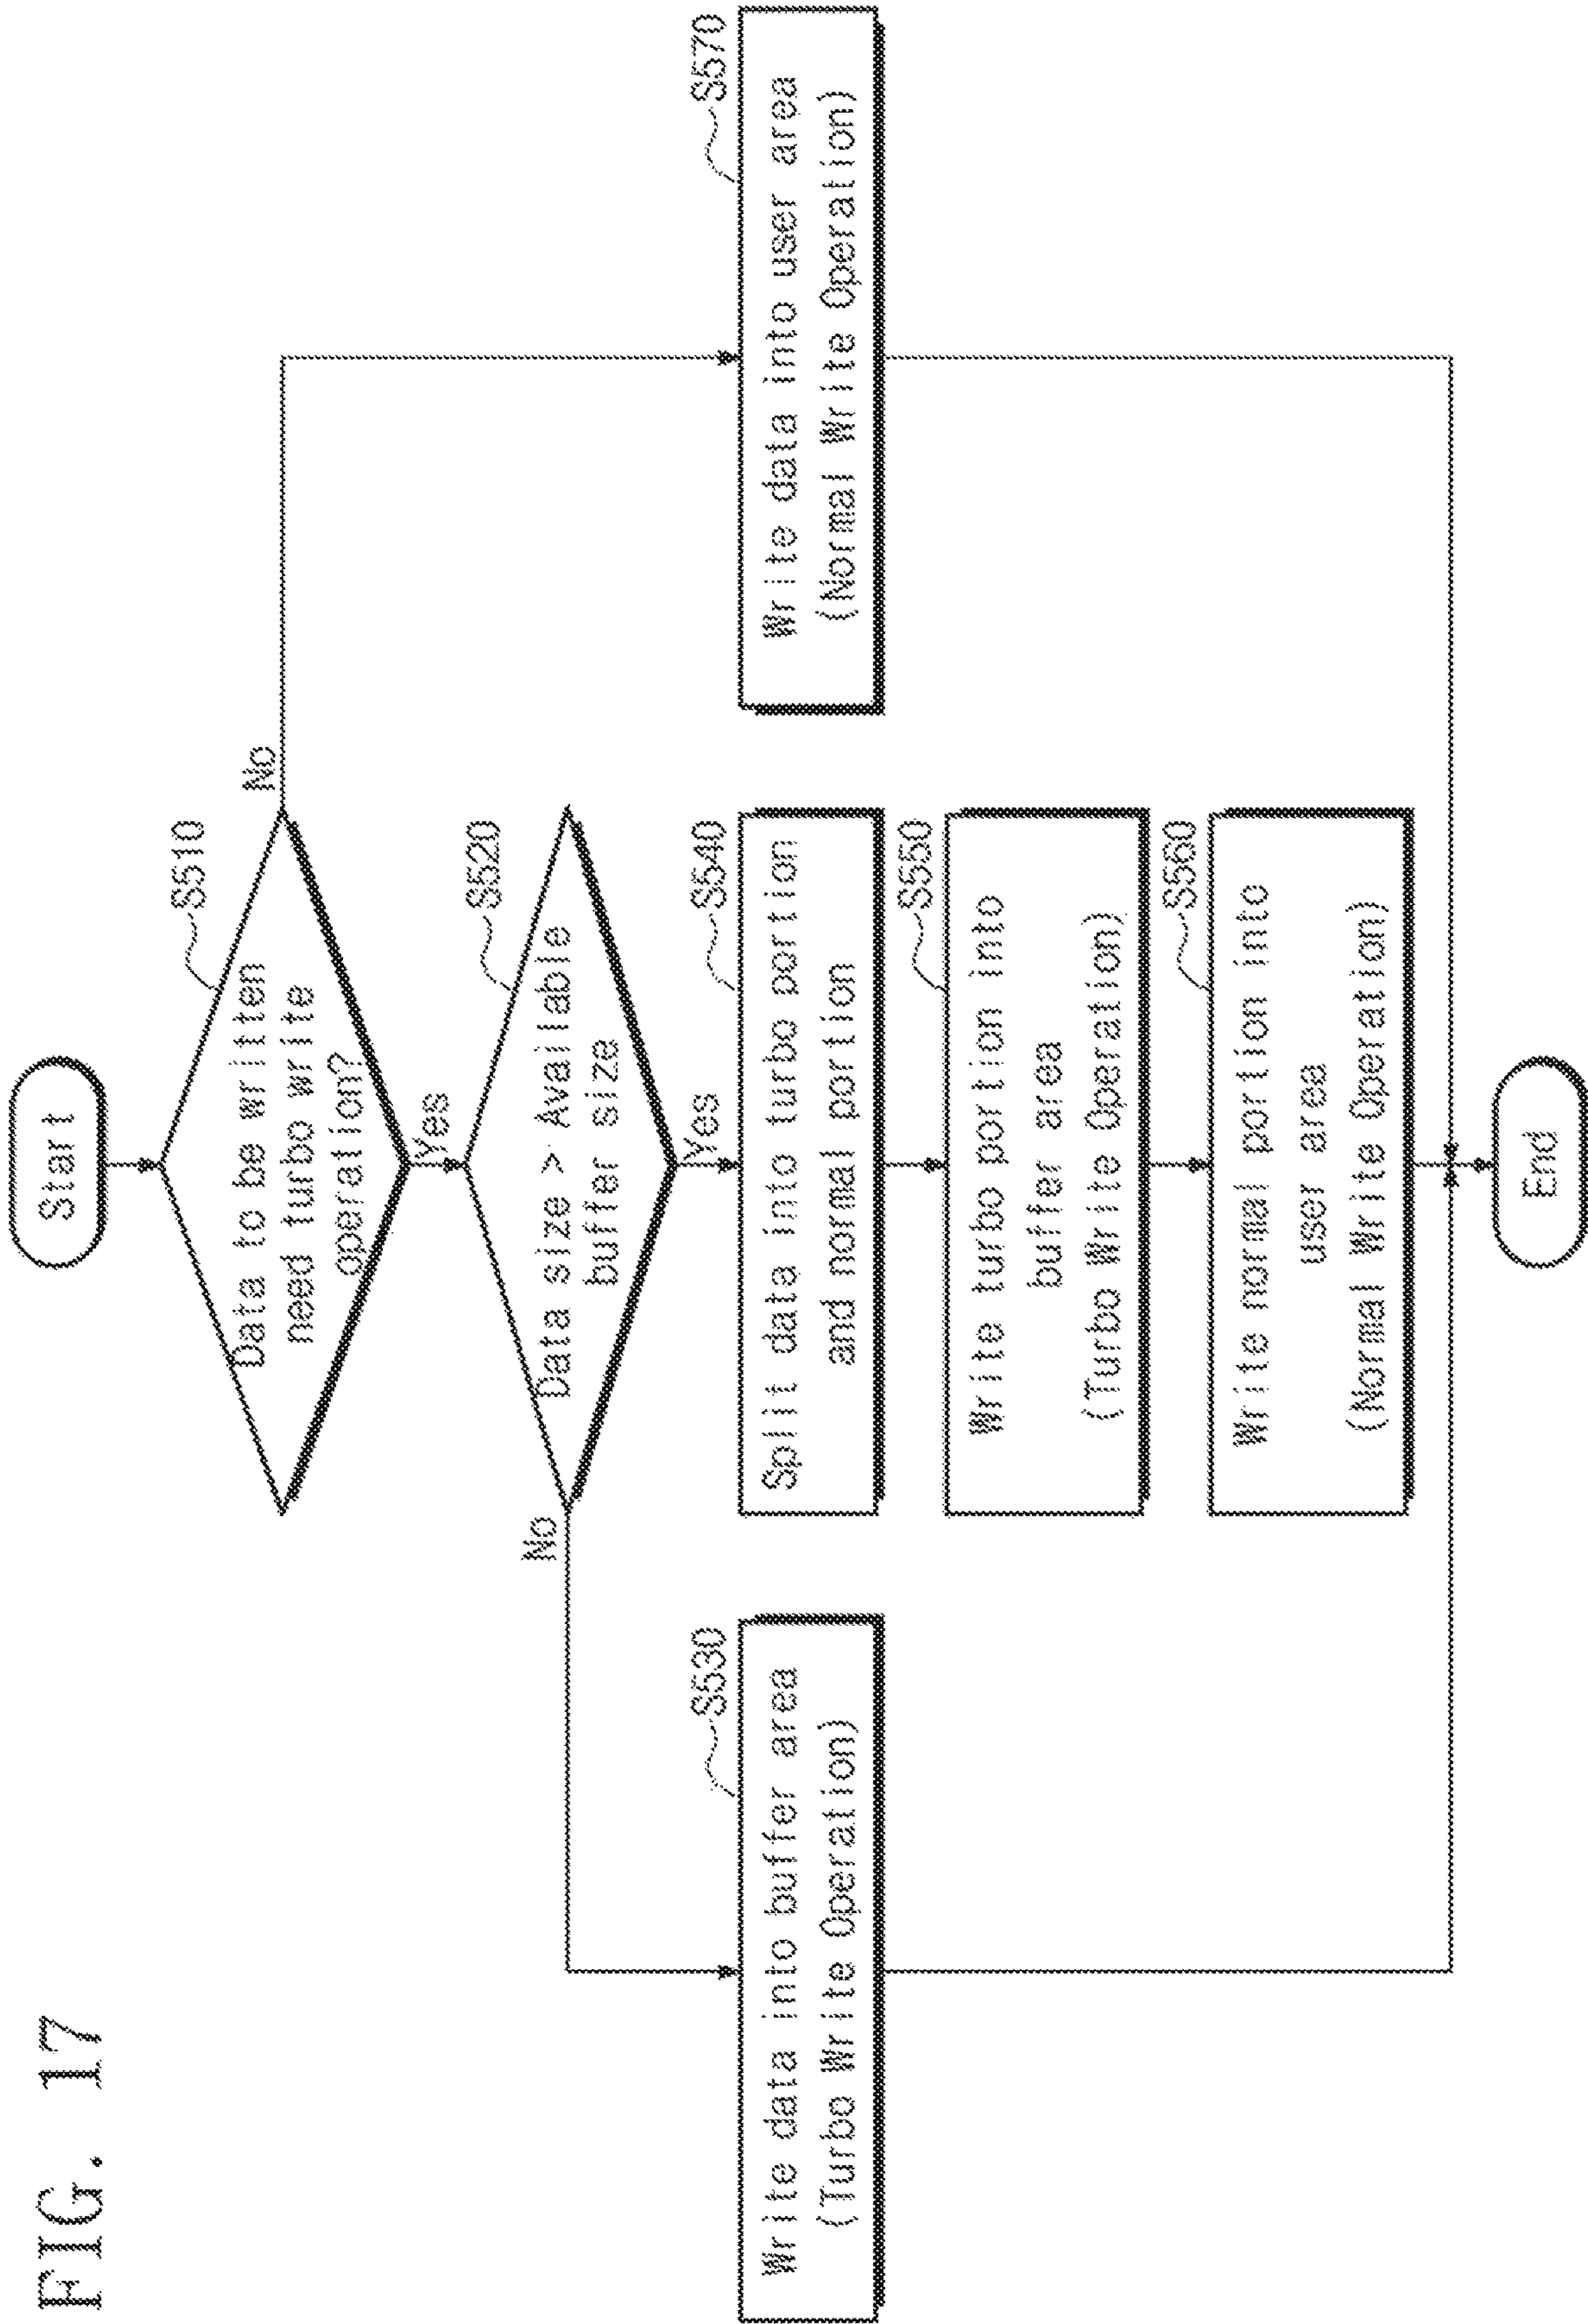 FIG. 17
Start
S510
Data to be written
need turbo write
operation?
No
Yes
S520
Data size > Available
buffer size
No
Yes
S530
Write data into buffer area
(Turbo Write Operation)
S540
Split data into turbo portion
and normal portion
S570
Write data into user area
(Normal Write Operation)
S550
Write turbo portion into
buffer area
(Turbo Write Operation)
S560
Write normal portion into
user area
(Normal Write Operation)
End